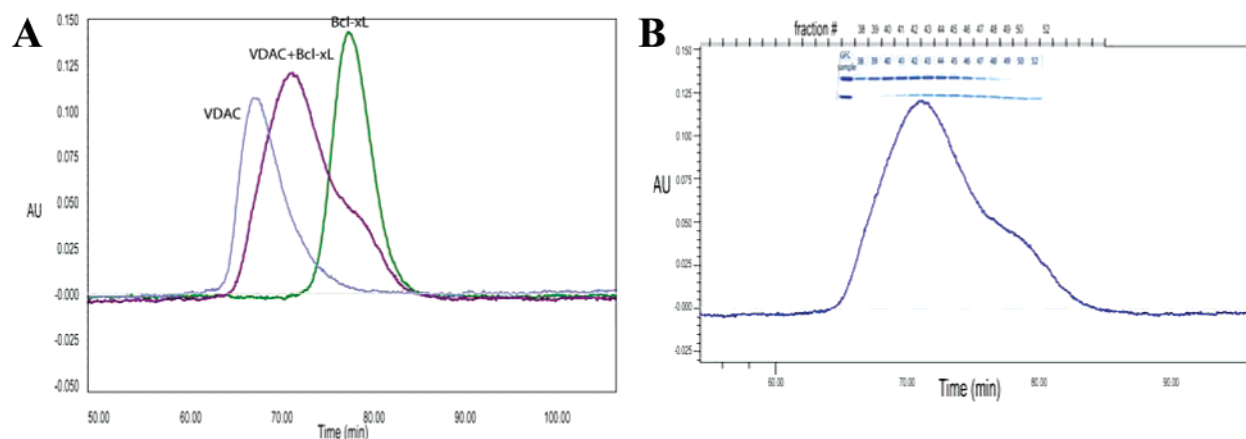 A
0.150
0.125
0.100
0.075
0.050
0.025
-0.000
-0.025
-0.050
AU
Bcl-xL
VDAC+Bcl-xL
VDAC
50.00 60.00 70.00 80.00 90.00 100.00
Time (min)
B
fraction # 38 39 40 41 42 43 44 45 46 47 48 49 50 51 52
GFC sample 38 39 40 41 42 43 44 45 46 47 48 49 50 52
0.150
0.125
0.100
0.075
0.050
0.025
-0.000
-0.025
AU
60.00 70.00 80.00 90.00
Time (min)